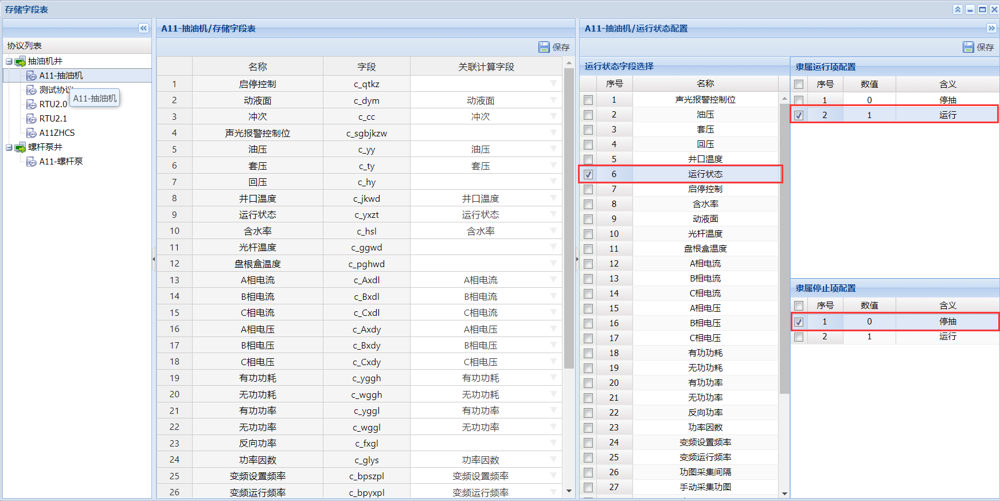 存储字段表
协议列表
抽油机井
A11-抽油机
测试协议
A11-抽油机
RTU2.0
RTU2.1
A11ZHCS
螺杆泵井
A11-螺杆泵
A11-抽油机/存储字段表
保存
名称 字段 关联计算字段
1 启停控制 c_qtkz
2 动液面 c_dym 动液面
3 冲次 c_cc 冲次
4 声光报警控制位 c_sgbjkzw
5 油压 c_yy 油压
6 套压 c_ty 套压
7 回压 c_hy
8 井口温度 c_jkwd 井口温度
9 运行状态 c_yxzt 运行状态
10 含水率 c_hsl 含水率
11 光杆温度 c_ggwd
12 盘根盒温度 c_pghwd
13 A相电流 c_Axdl A相电流
14 B相电流 c_Bxdl B相电流
15 C相电流 c_Cxdl C相电流
16 A相电压 c_Axdy A相电压
17 B相电压 c_Bxdy B相电压
18 C相电压 c_Cxdy C相电压
19 有功功耗 c_yggh 有功功耗
20 无功功耗 c_wggh 无功功耗
21 有功功率 c_yggl 有功功率
22 无功功率 c_wggl 无功功率
23 反向功率 c_fxgl
24 功率因数 c_glys 功率因数
25 变频设置频率 c_bpszpl 变频设置频率
26 变频运行频率 c_bpyxpl 变频运行频率
A11-抽油机/运行状态配置
保存
运行状态字段选择
序号 名称
1 声光报警控制位
2 油压
3 套压
4 回压
5 井口温度
6 运行状态
7 启停控制
8 含水率
9 动液面
10 光杆温度
11 盘根盒温度
12 A相电流
13 B相电流
14 C相电流
15 A相电压
16 B相电压
17 C相电压
18 有功功耗
19 无功功耗
20 有功功率
21 无功功率
22 反向功率
23 功率因数
24 变频设置频率
25 变频运行频率
26 功图采集间隔
27 手动采集功图
隶属运行项配置
序号 数值 含义
1 0 停抽
2 1 运行
隶属停止项配置
序号 数值 含义
1 0 停抽
2 1 运行